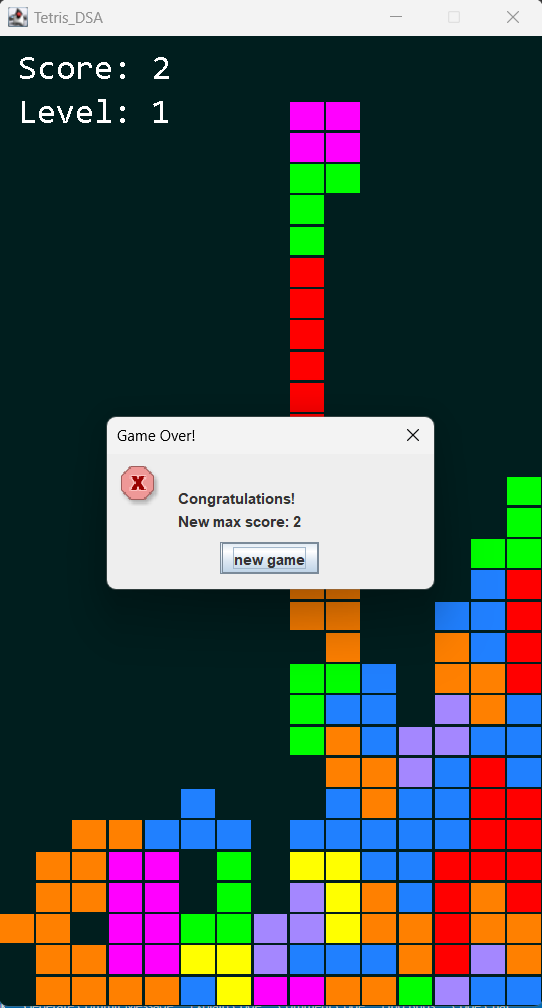 Tetris_DSA
Score: 2
Level: 1
Game Over!
Congratulations!
New max score: 2
new game